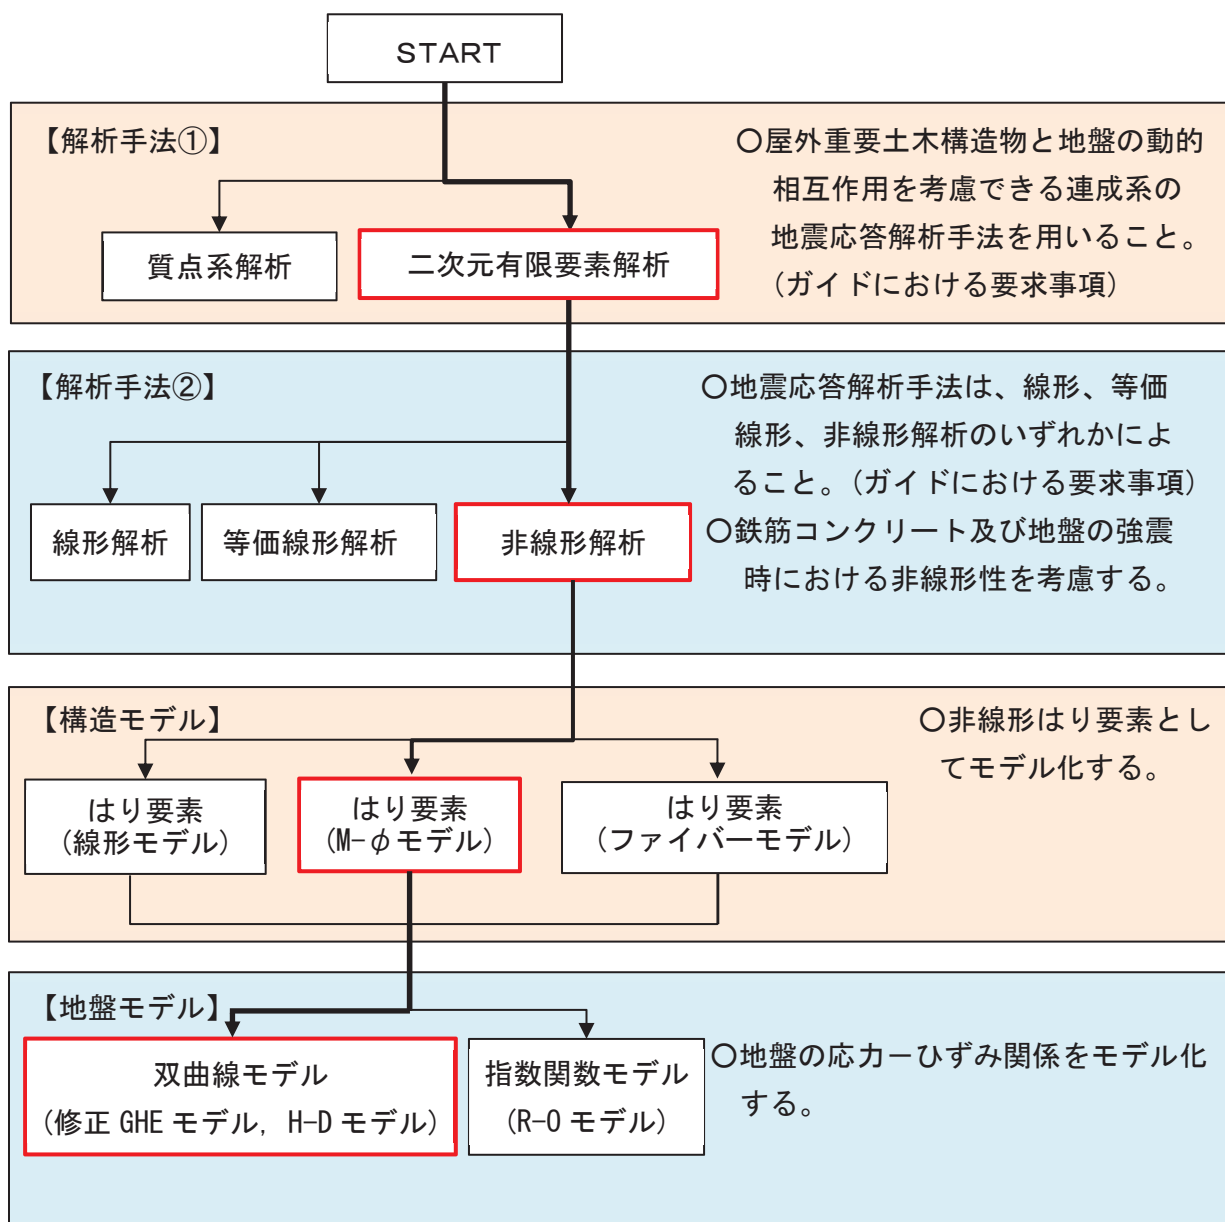 START
【解析手法①】
○屋外重要土木構造物と地盤の動的
相互作用を考慮できる連成系の
地震応答解析手法を用いること。
(ガイドにおける要求事項)
質点系解析
二次元有限要素解析
【解析手法②】
○地震応答解析手法は、線形、等価
線形、非線形解析のいずれかによ
ること。(ガイドにおける要求事項)
○鉄筋コンクリート及び地盤の強震
時における非線形性を考慮する。
線形解析
等価線形解析
非線形解析
【構造モデル】
○非線形はり要素とし
てモデル化する。
はり要素
(線形モデル)
はり要素
(M-φモデル)
はり要素
(ファイバーモデル)
【地盤モデル】
双曲線モデル
(修正 GHE モデル, H-D モデル)
指数関数モデル
(R-O モデル)
○地盤の応力－ひずみ関係をモデル化
する。